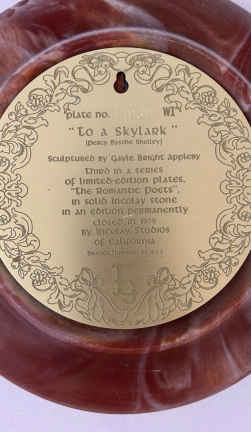 Plate no. WI
"To a Skylark"
(Percy Bysshe Shelley)
Sculptured by Gayle Bright Appleby
Third in a series
of limited-edition plates,
"The Romantic Poets",
in solid Incolay stone
in an edition permanently
closed in 1979
by Incolay Studios
of California